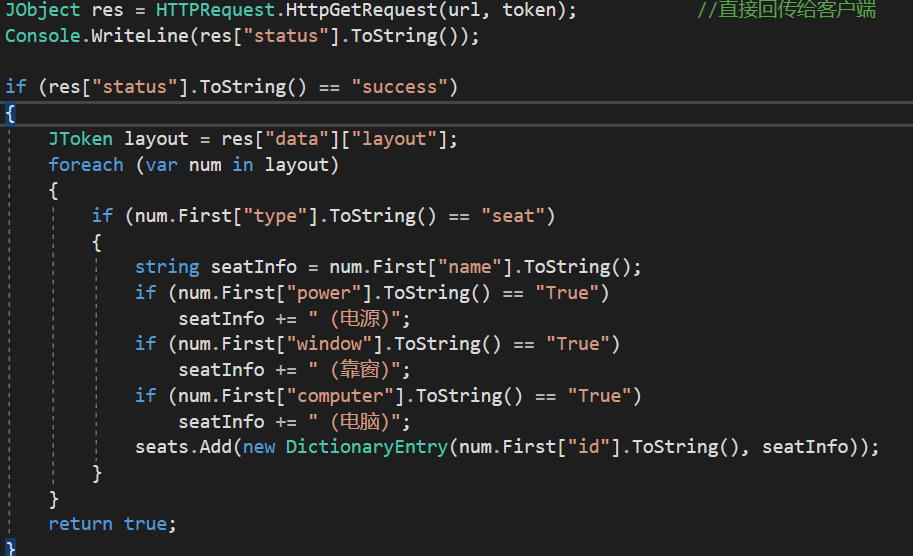 JObject res = HTTPRequest.HttpGetRequest(url, token); //直接回传给客户端
Console.WriteLine(res["status"].ToString());
if (res["status"].ToString() == "success")
{
JToken layout = res["data"]["layout"];
foreach (var num in layout)
{
if (num.First["type"].ToString() == "seat")
{
string seatInfo = num.First["name"].ToString();
if (num.First["power"].ToString() == "True")
seatInfo += " (电源)";
if (num.First["window"].ToString() == "True")
seatInfo += " (靠窗)";
if (num.First["computer"].ToString() == "True")
seatInfo += " (电脑)";
seats.Add(new DictionaryEntry(num.First["id"].ToString(), seatInfo));
}
}
return true;
}